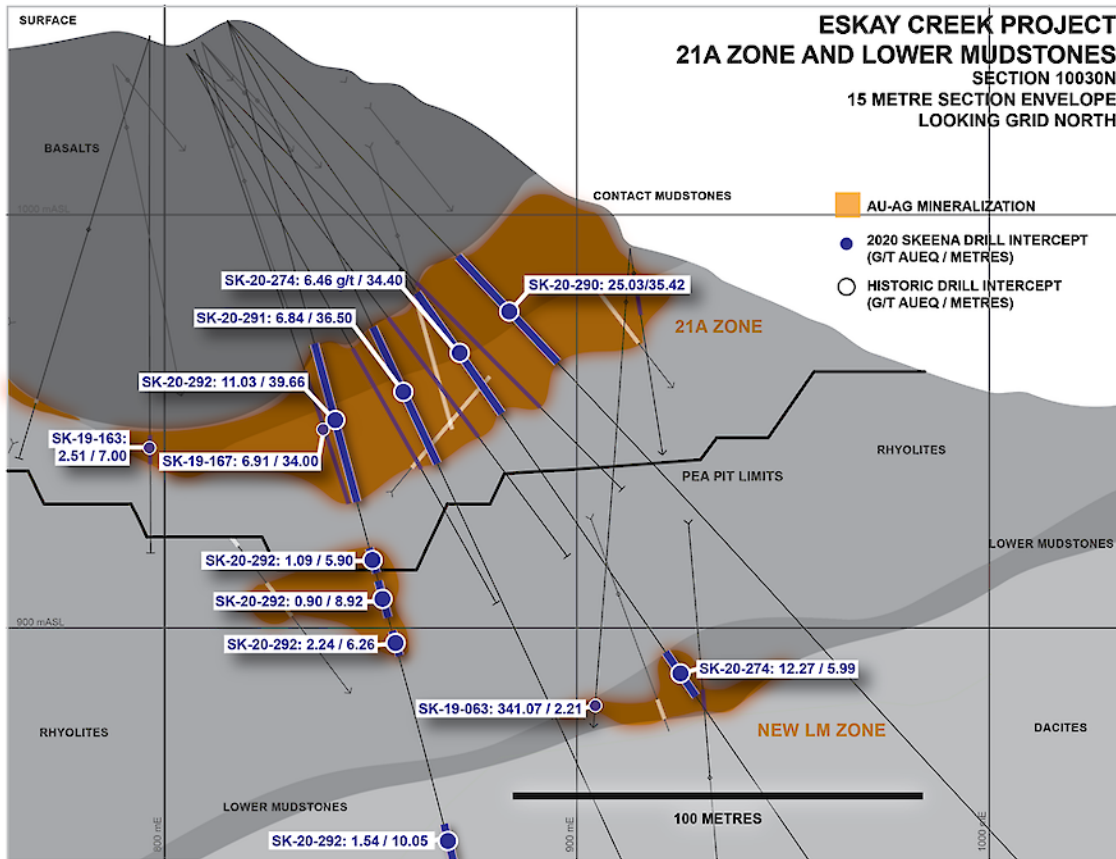 SURFACE
ESKAY CREEK PROJECT
21A ZONE AND LOWER MUDSTONES
SECTION 10030N
15 METRE SECTION ENVELOPE
LOOKING GRID NORTH
BASALTS
CONTACT MUDSTONES
1000 mASL
AU-AG MINERALIZATION
2020 SKEENA DRILL INTERCEPT
(G/T AUEQ / METRES)
HISTORIC DRILL INTERCEPT
(G/T AUEQ / METRES)
SK-20-274: 6.46 g/t / 34.40
SK-20-290: 25.03/35.42
SK-20-291: 6.84 / 36.50
21A ZONE
SK-20-292: 11.03 / 39.66
SK-19-163:
2.51 / 7.00
SK-19-167: 6.91 / 34.00
RHYOLITES
PEA PIT LIMITS
LOWER MUDSTONES
SK-20-292: 1.09 / 5.90
SK-20-292: 0.90 / 8.92
900 mASL
SK-20-292: 2.24 / 6.26
SK-20-274: 12.27 / 5.99
SK-19-063: 341.07 / 2.21
RHYOLITES
NEW LM ZONE
DACITES
LOWER MUDSTONES
100 METRES
SK-20-292: 1.54 / 10.05
800 mE
900 mE
1000 mE